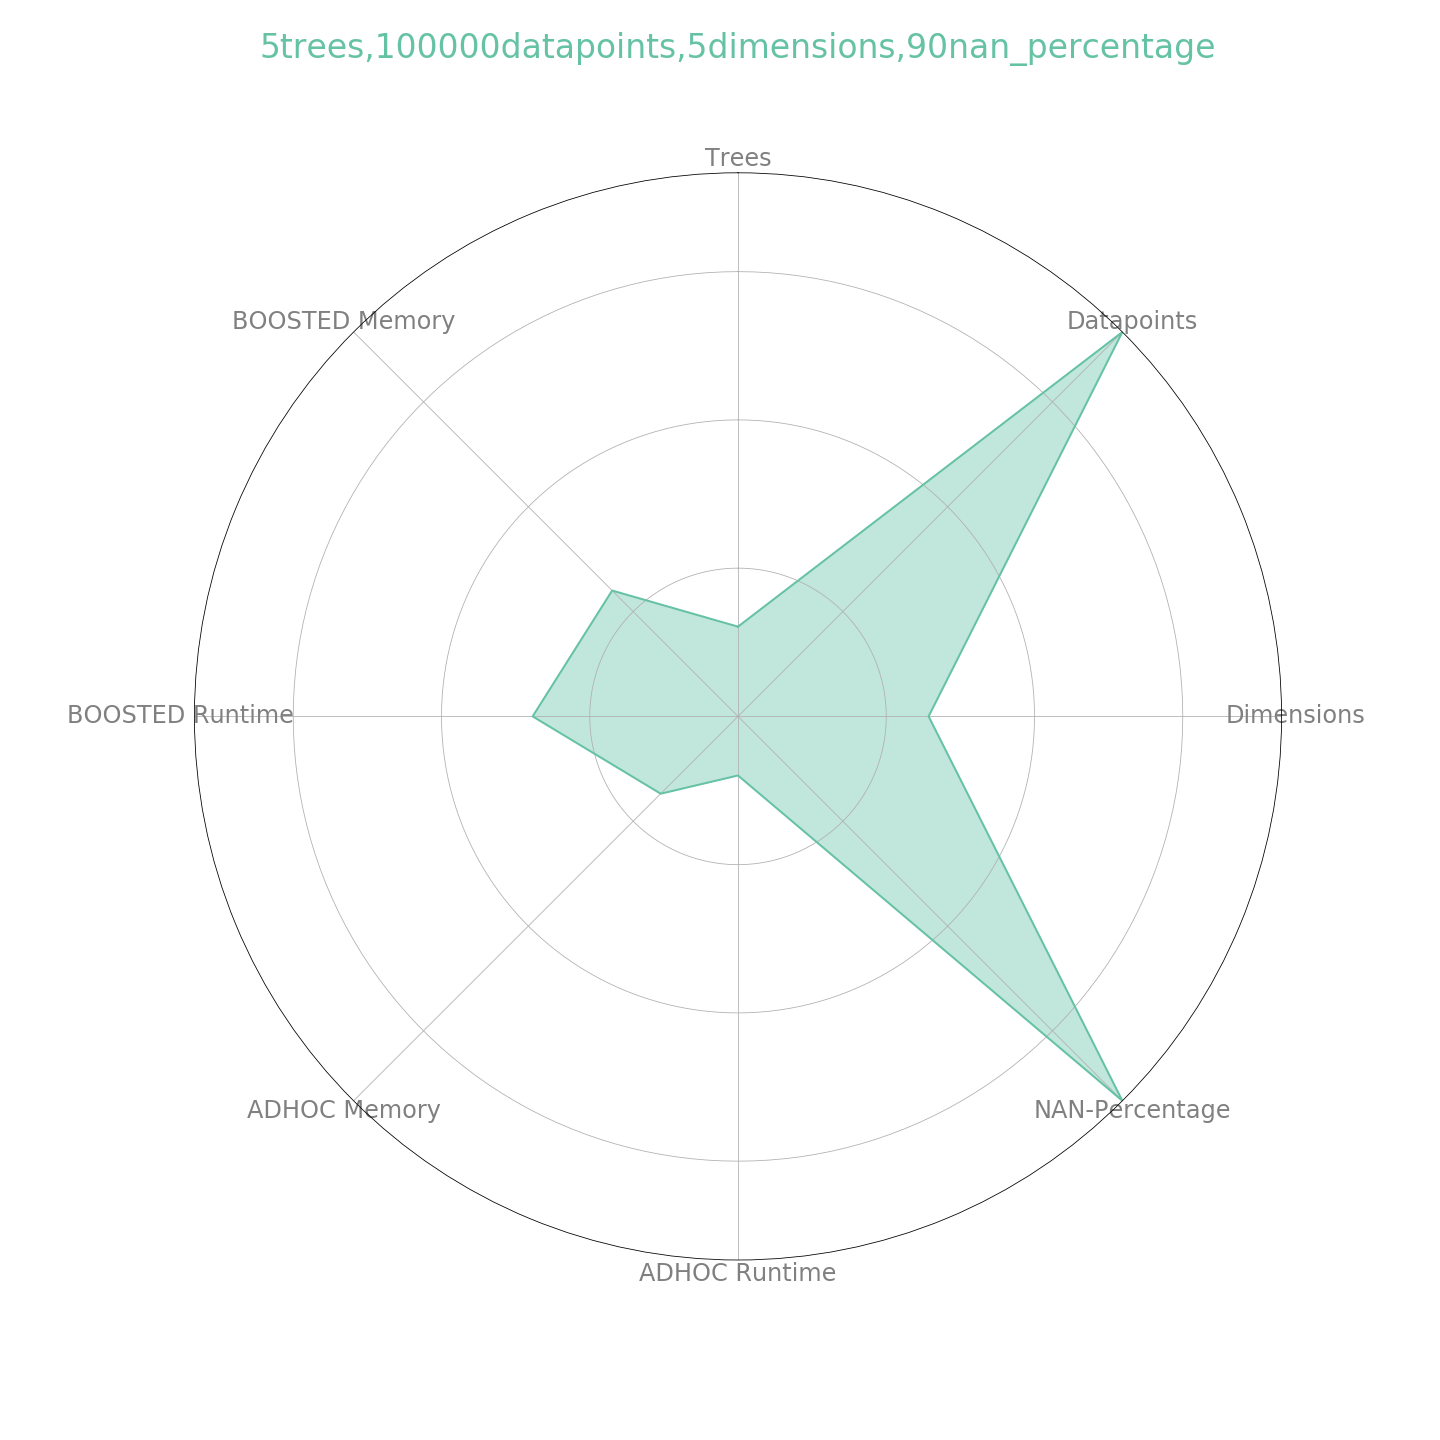 5trees,100000datapoints,5dimensions,90nan_percentage
Trees
BOOSTED Memory
Datapoints
BOOSTED Runtime
Dimensions
ADHOC Memory
NAN-Percentage
ADHOC Runtime